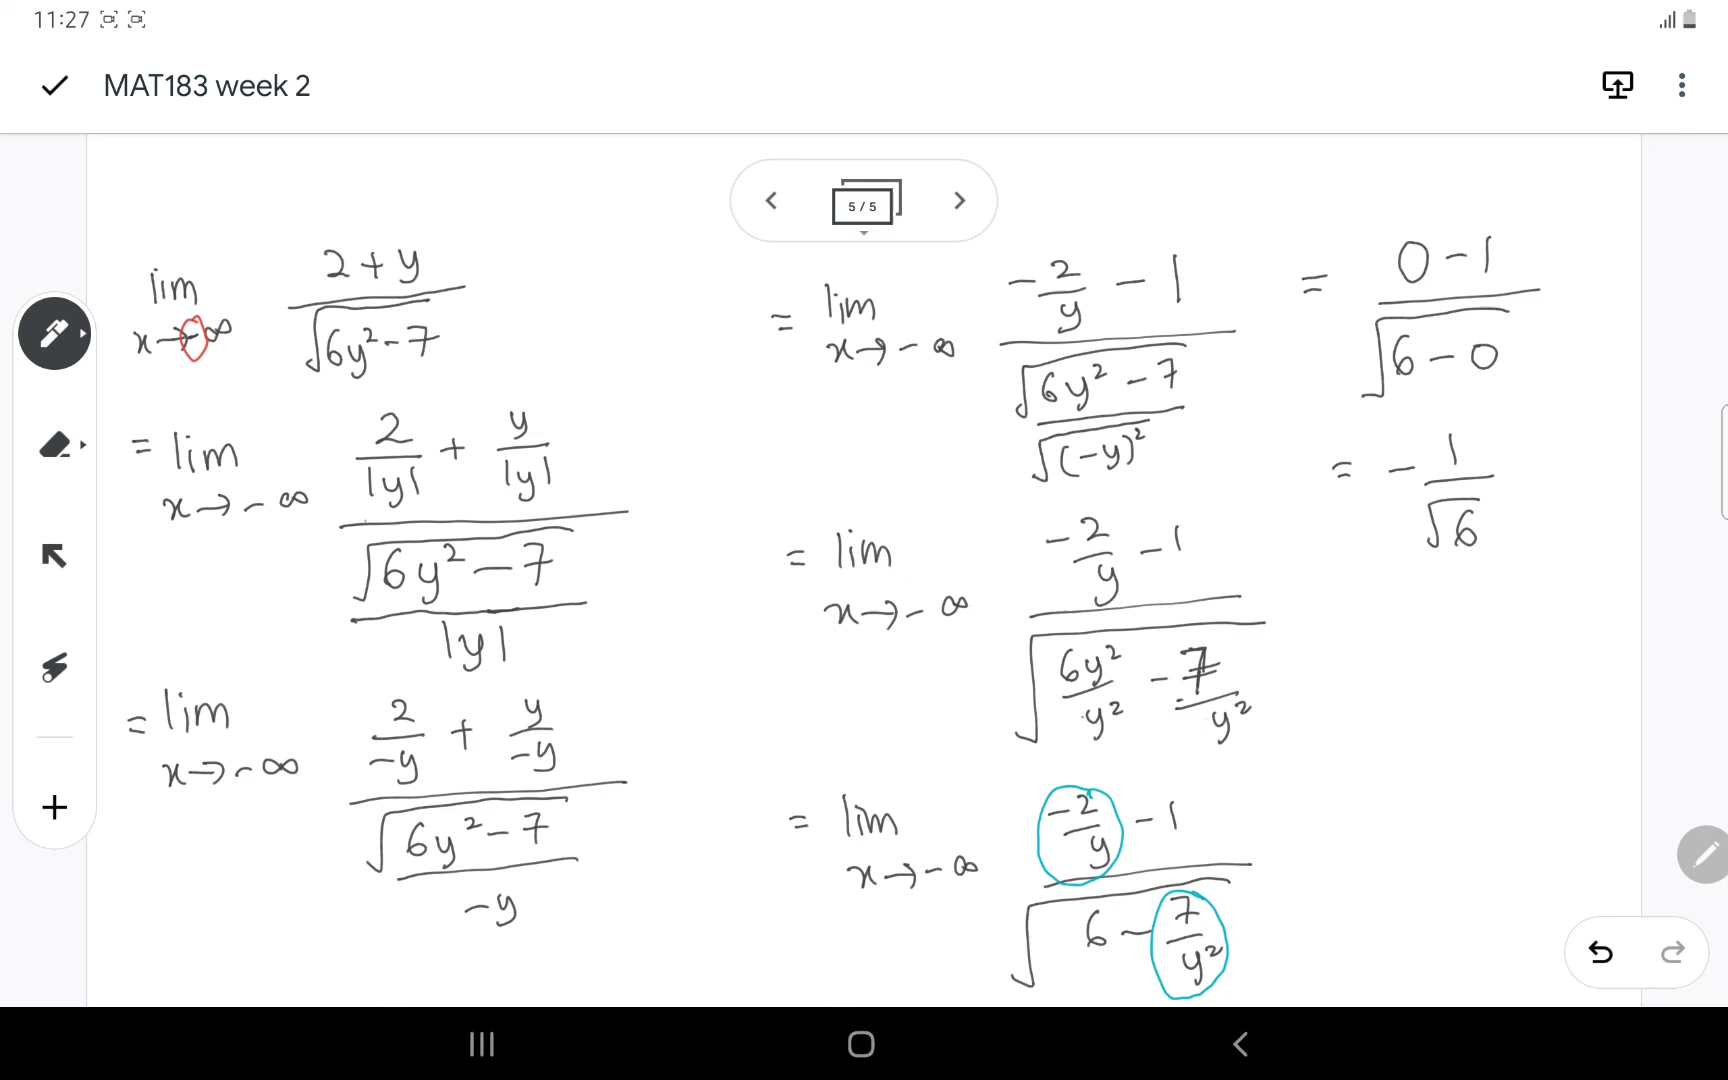 11:27
MAT183 week 2
5 / 5
lim x→-∞ (2 + y) / √(6y² - 7)
= lim x→-∞ (2/|y| + y/|y|) / (√(6y² - 7) / |y|)
= lim x→-∞ (2/-y + y/-y) / (√(6y² - 7) / -y)
= lim x→-∞ (-2/y - 1) / (√(6y² - 7) / √(-y)²)
= lim x→-∞ (-2/y - 1) / √(6y²/y² - 7/y²)
= lim x→-∞ (-2/y - 1) / √(6 - 7/y²)
= (0 - 1) / √(6 - 0)
= - 1/√6